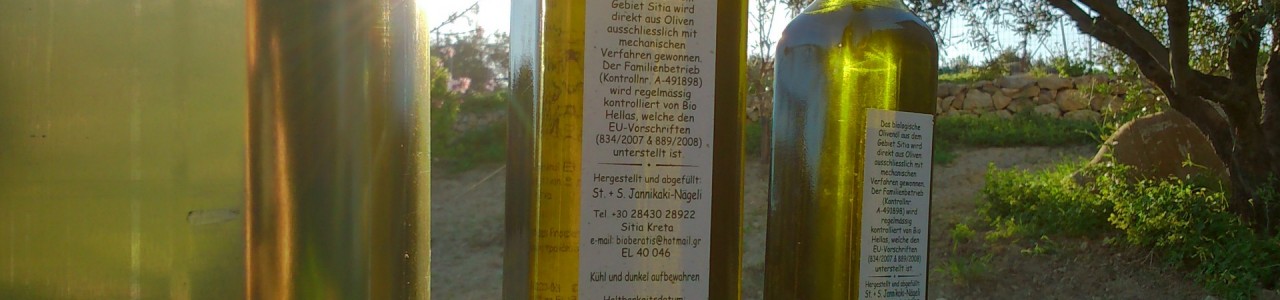 Gebiet Sitia wird
direkt aus Oliven
ausschliesslich mit
mechanischen
Verfahren gewonnen.
Der Familienbetrieb
(Kontrollnr. A-491898)
wird regelmässig
kontrolliert von Bio
Hellas, welche den
EU-Vorschriften
(834/2007 & 889/2008)
unterstellt ist
Hergestellt und abgefüllt:
St. + S. Jannikaki-Nägeli
Tel +30 28430 28922
Sitia Kreta
e-mail: bioberatis@hotmail.gr
EL 40 046
Kühl und dunkel aufbewahren
Haltbarkeitsdatum
Das biologische
Olivenöl aus dem
Gebiet Sitia wird
direkt aus Oliven
ausschliesslich mit
mechanischen
Verfahren gewonnen.
Der Familienbetrieb
(Kontrollnr.
A-491898) wird
regelmässig
kontrolliert von Bio
Hellas, welche den
EU-Vorschriften
(834/2007 & 889/2008)
unterstellt ist
Hergestellt und abgefüllt:
St. + S. Jannikaki-Nägeli